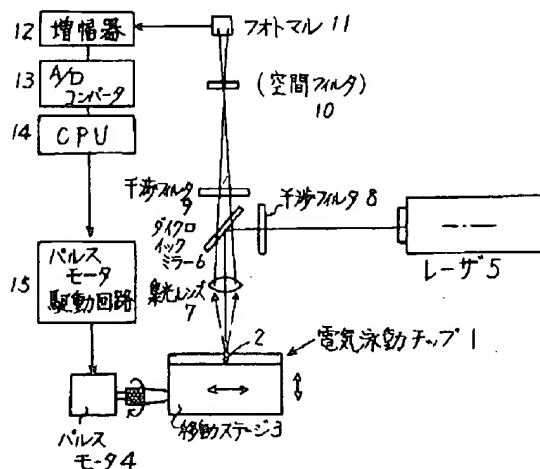 12
増幅器
フォトマル 11
13
A/D
コンバータ
(空間フィルタ)
10
14
CPU
干渉フィルタ
9
干渉フィルタ 8
ダイクロ
イック
ミラー6
レーザ 5
15
パルス
モータ
駆動回路
集光レンズ
7
2
電気泳動チップ 1
移動ステージ3
パルス
モータ4